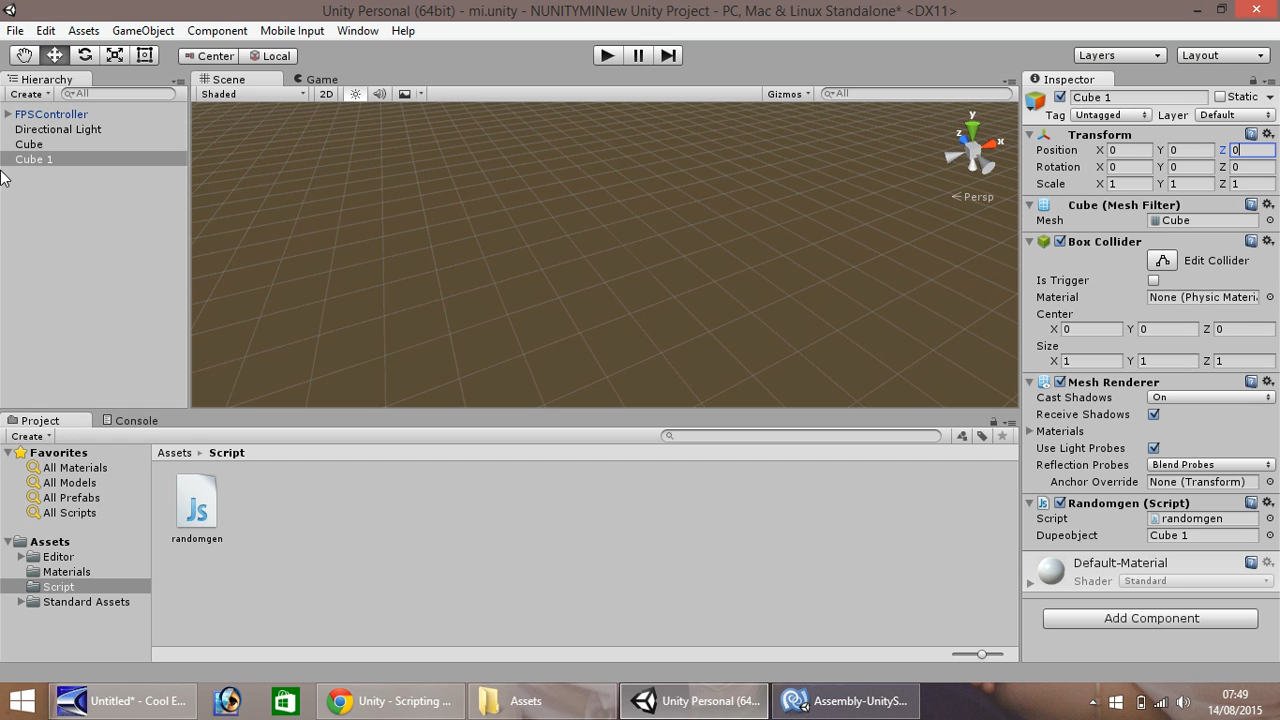 Unity Personal (64bit) - mi.unity - NUNITYMINIew Unity Project - PC, Mac & Linux Standalone* <DX11>
File Edit Assets GameObject Component Mobile Input Window Help
Center Local Layers Layout
Hierarchy
Create All
FPSController
Directional Light
Cube
Cube 1
Scene Game
Shaded 2D Gizmos All
y
z
x
Persp
Inspector
Cube 1 Static
Tag Untagged Layer Default
Transform
Position X 0 Y 0 Z 0
Rotation X 0 Y 0 Z 0
Scale X 1 Y 1 Z 1
Cube (Mesh Filter)
Mesh Cube
Box Collider
Edit Collider
Is Trigger
Material None (Physic Materi
Center
X 0 Y 0 Z 0
Size
X 1 Y 1 Z 1
Mesh Renderer
Cast Shadows On
Receive Shadows
Materials
Use Light Probes
Reflection Probes Blend Probes
Anchor Override None (Transform)
Randomgen (Script)
Script randomgen
Dupeobject Cube 1
Default-Material
Shader Standard
Add Component
Project Console
Create
Favorites
All Materials
All Models
All Prefabs
All Scripts
Assets
Editor
Materials
Script
Standard Assets
Assets Script
Js
randomgen
Untitled* - Cool E...
Unity - Scripting ...
Assets
Unity Personal (64...
Assembly-UnityS...
07:49
14/08/2015